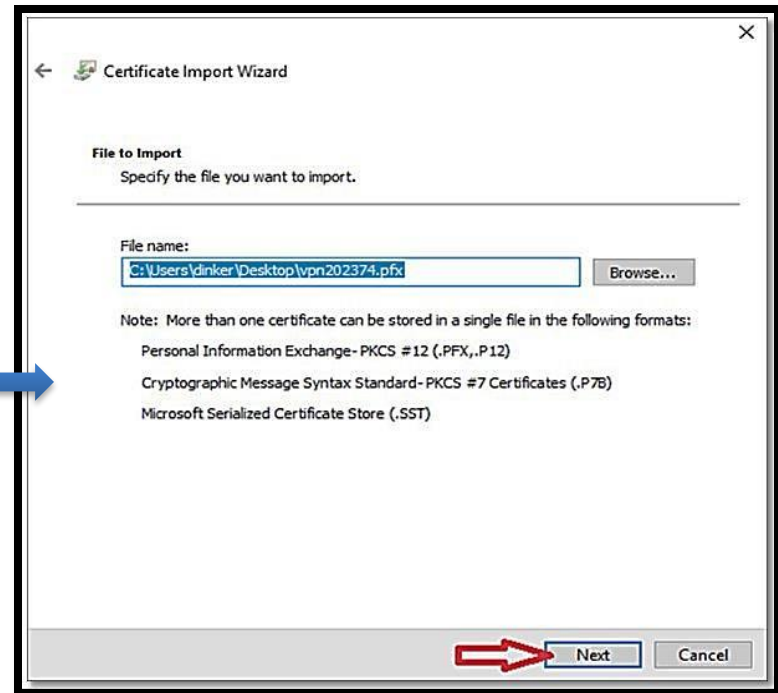 Certificate Import Wizard
File to Import
Specify the file you want to import.
File name:
C:\Users\dinker\Desktop\vpn202374.pfx
Browse...
Note: More than one certificate can be stored in a single file in the following formats:
Personal Information Exchange- PKCS #12 (.PFX,.P12)
Cryptographic Message Syntax Standard- PKCS #7 Certificates (.P7B)
Microsoft Serialized Certificate Store (.SST)
Next
Cancel